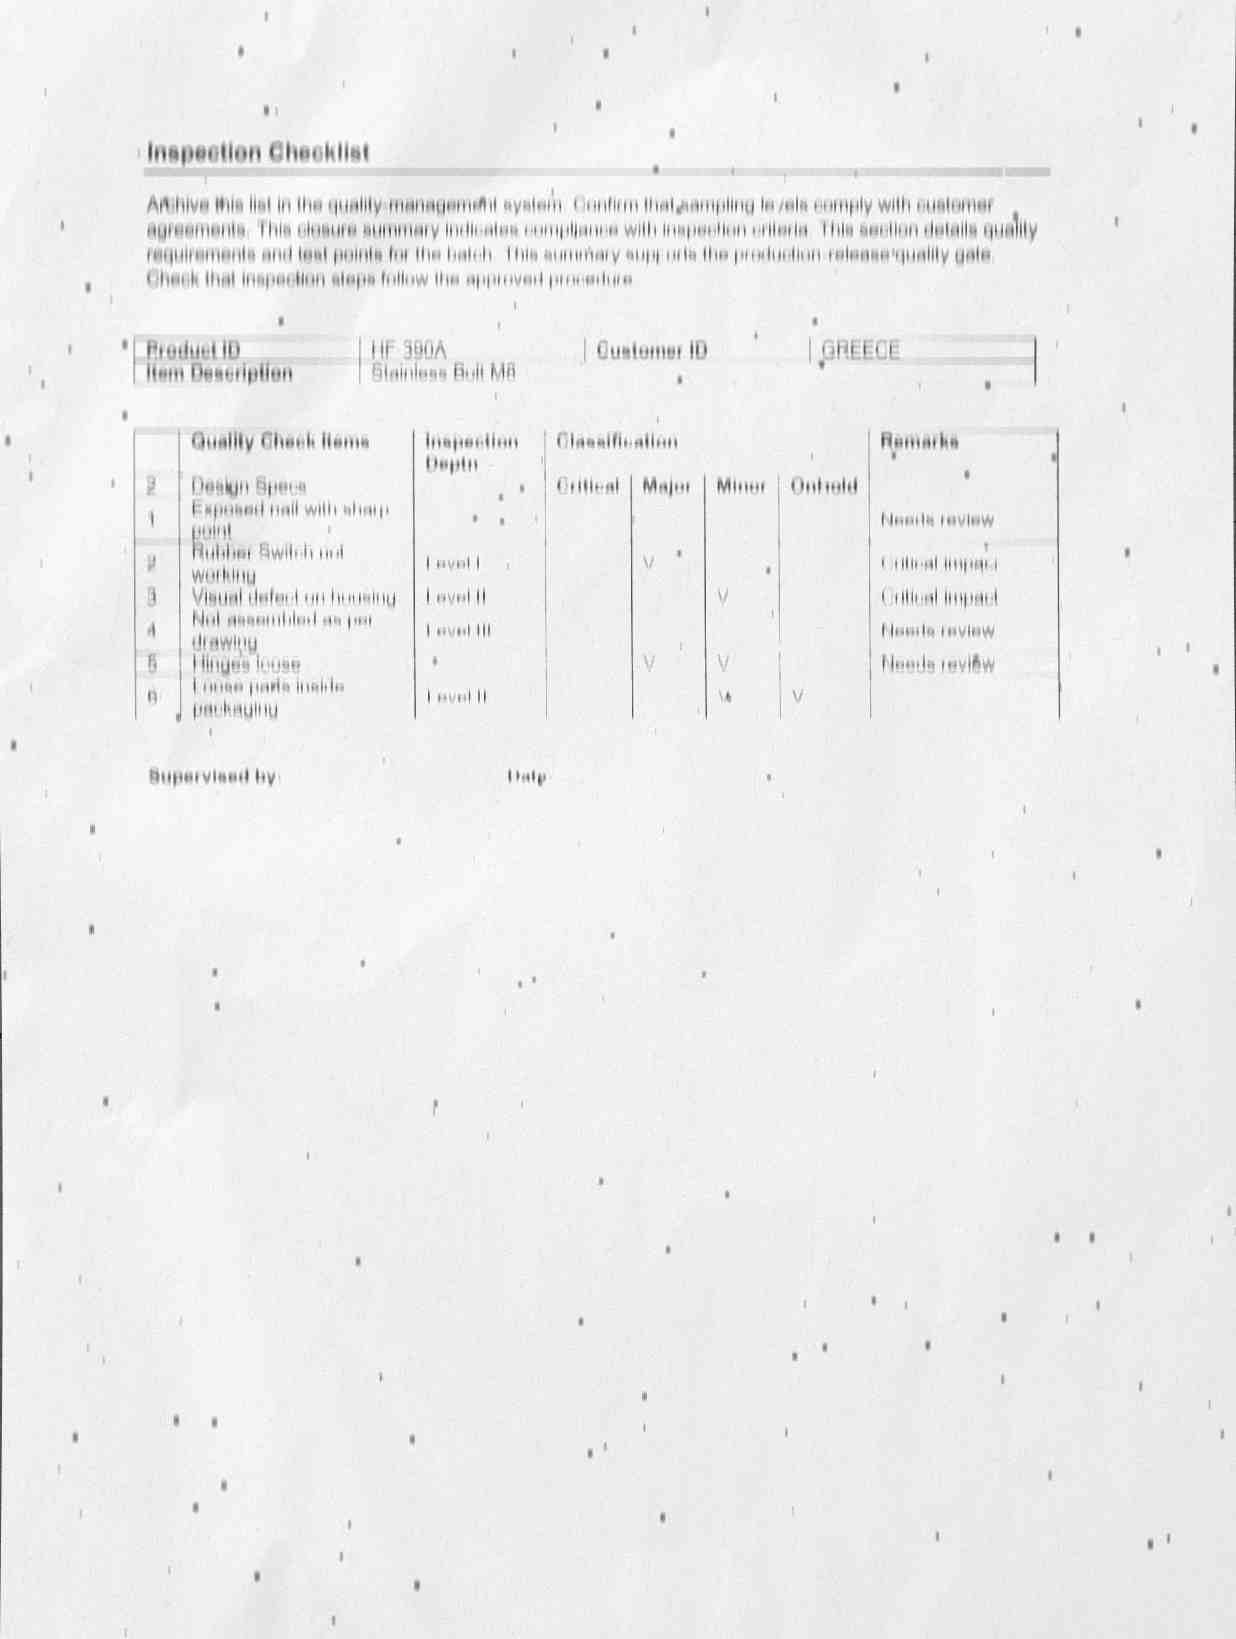 Inspection Checklist
Archive this list in the quality management system. Confirm that sampling levels comply with customer
agreements. This closure summary indicates compliance with inspection criteria. This section details quality
requirements and test points for the batch. This summary supports the production release quality gate.
Check that inspection steps follow the approved procedure.
Product ID HF-390A Customer ID GREECE
Item Description Stainless Bolt M8
Quality Check Items Inspection Classification Remarks
Depth
2 Design Specs Critical Major Minor Onhold
Exposed nail with sharp
1 Needs review
point
Rubber Switch not
2 Level I V Critical impact
working
3 Visual defect on housing Level II V Critical impact
Not assembled as per
4 Level III Needs review
drawing
5 Hinges loose V V Needs review
Loose parts inside
6 Level II V V
packaging
Supervised by: Date